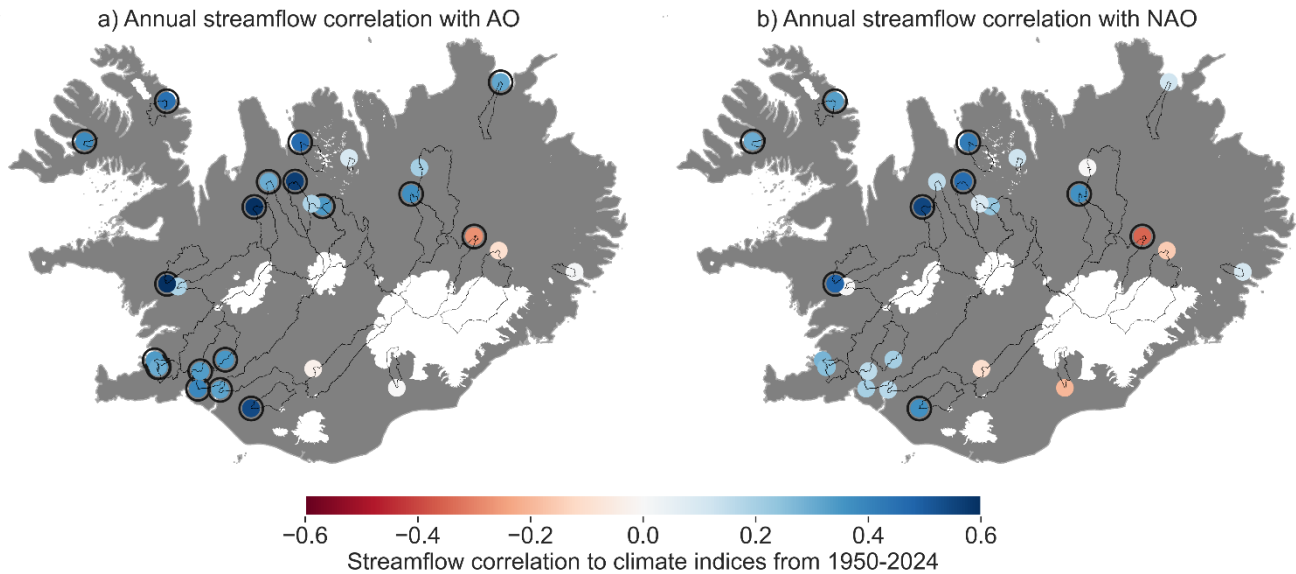 a) Annual streamflow correlation with AO
b) Annual streamflow correlation with NAO
−0.6 −0.4 −0.2 0.0 0.2 0.4 0.6
Streamflow correlation to climate indices from 1950-2024